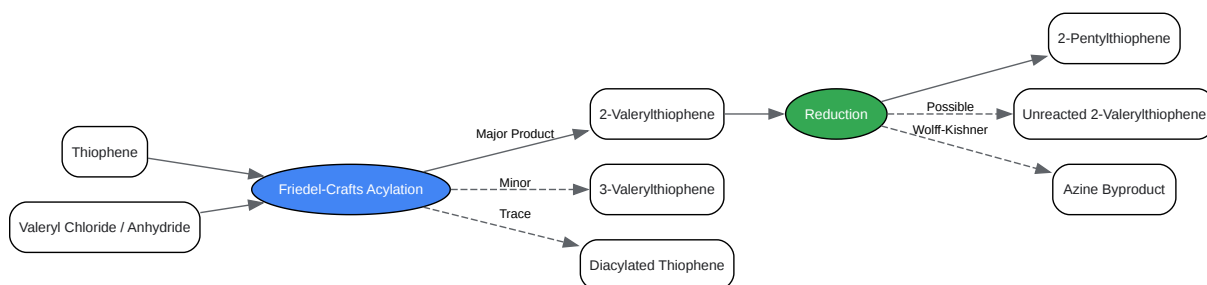 Thiophene
Valeryl Chloride / Anhydride
Friedel-Crafts Acylation
Major Product
Minor
Trace
2-Valerylthiophene
3-Valerylthiophene
Diacylated Thiophene
Reduction
Possible
Wolff-Kishner
2-Pentylthiophene
Unreacted 2-Valerylthiophene
Azine Byproduct